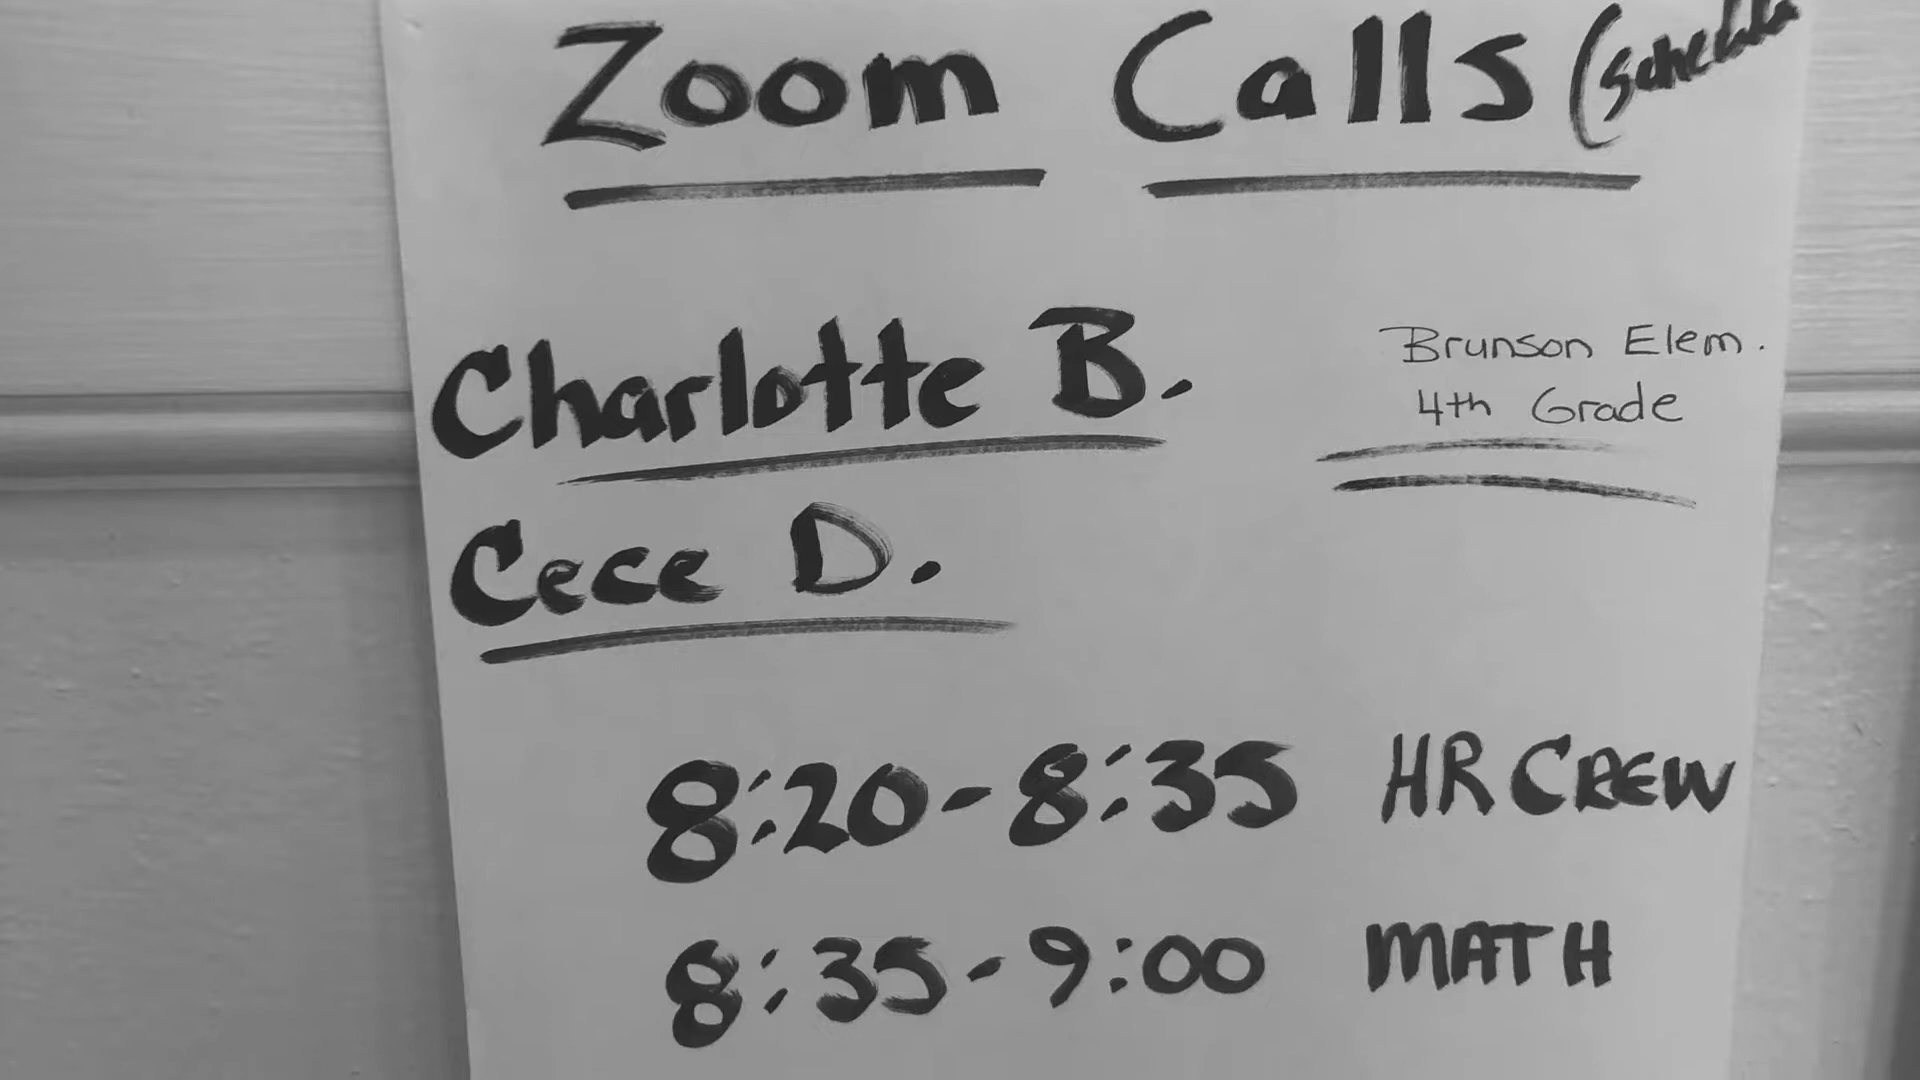 Zoom Calls
Charlotte B.
Brunson Elem.
4th Grade
Cece D.
8:20-8:35 HR CREW
8:35-9:00 MATH